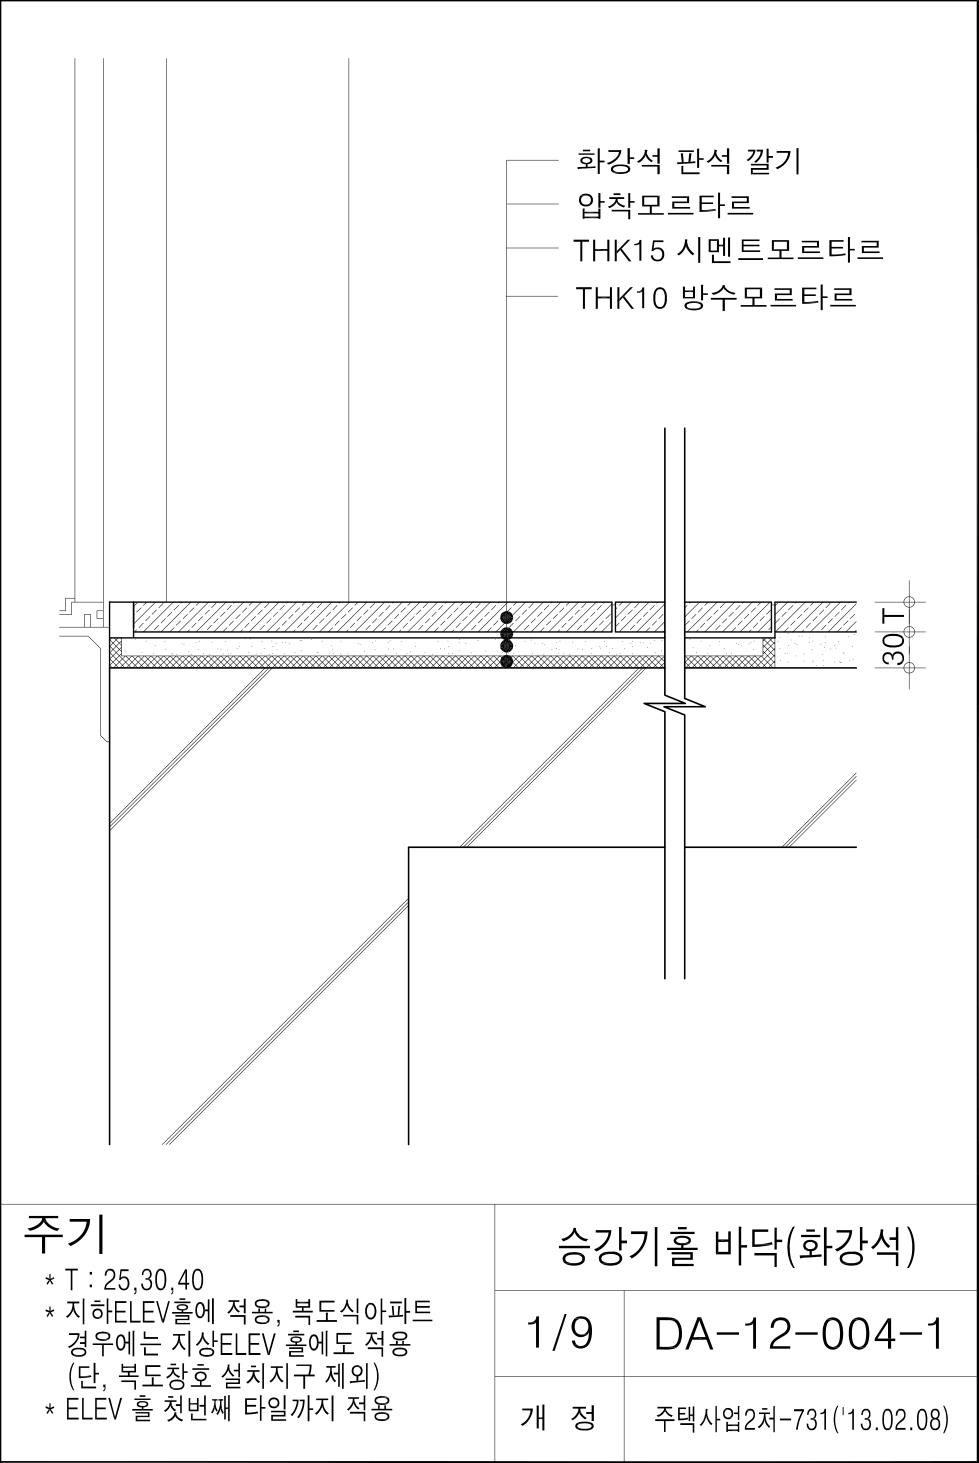 화강석 판석 깔기
압착모르타르
THK15 시멘트모르타르
THK10 방수모르타르
T
30
주기
* T : 25,30,40
* 지하ELEV홀에 적용, 복도식아파트
경우에는 지상ELEV 홀에도 적용
(단, 복도창호 설치지구 제외)
* ELEV 홀 첫번째 타일까지 적용
승강기홀 바닥(화강석)
1/9
DA-12-004-1
개 정
주택사업2처-731('13.02.08)